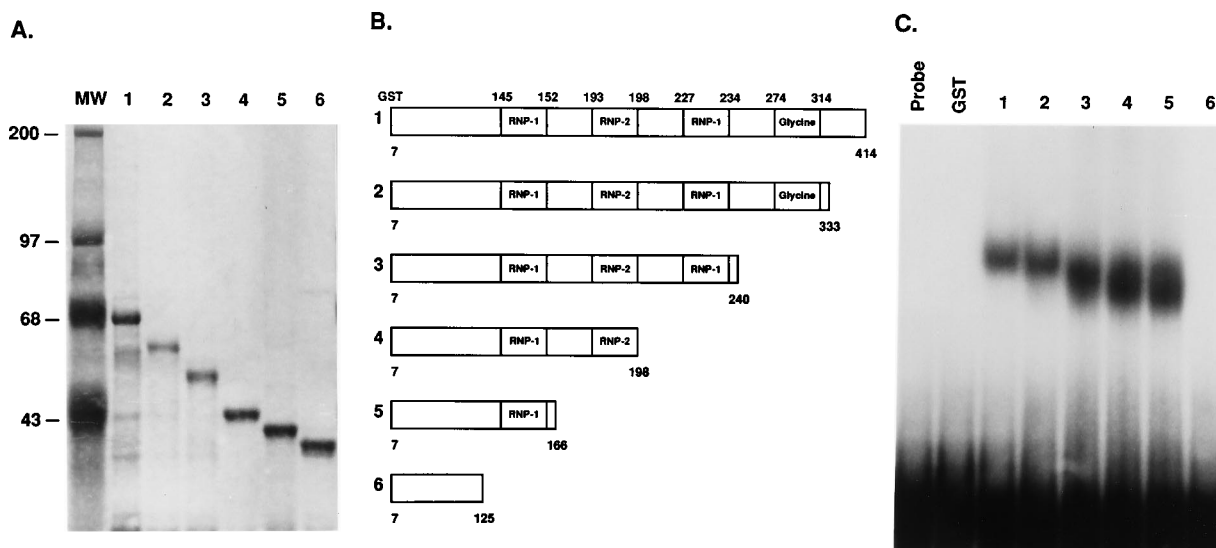 A.
MW 1 2 3 4 5 6
200
97
68
43
B.
GST 145 152 193 198 227 234 274 314
1 RNP-1 RNP-2 RNP-1 Glycine
7 414
2 RNP-1 RNP-2 RNP-1 Glycine
7 333
3 RNP-1 RNP-2 RNP-1
7 240
4 RNP-1 RNP-2
7 198
5 RNP-1
7 166
6
7 125
C.
Probe GST 1 2 3 4 5 6